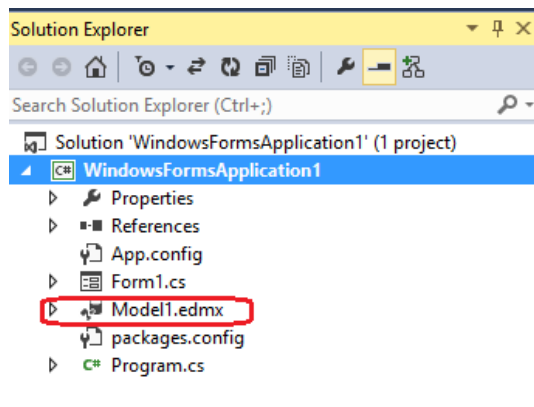 Solution Explorer
Search Solution Explorer (Ctrl+;)
Solution 'WindowsFormsApplication1' (1 project)
C# WindowsFormsApplication1
Properties
References
App.config
Form1.cs
Model1.edmx
packages.config
C# Program.cs